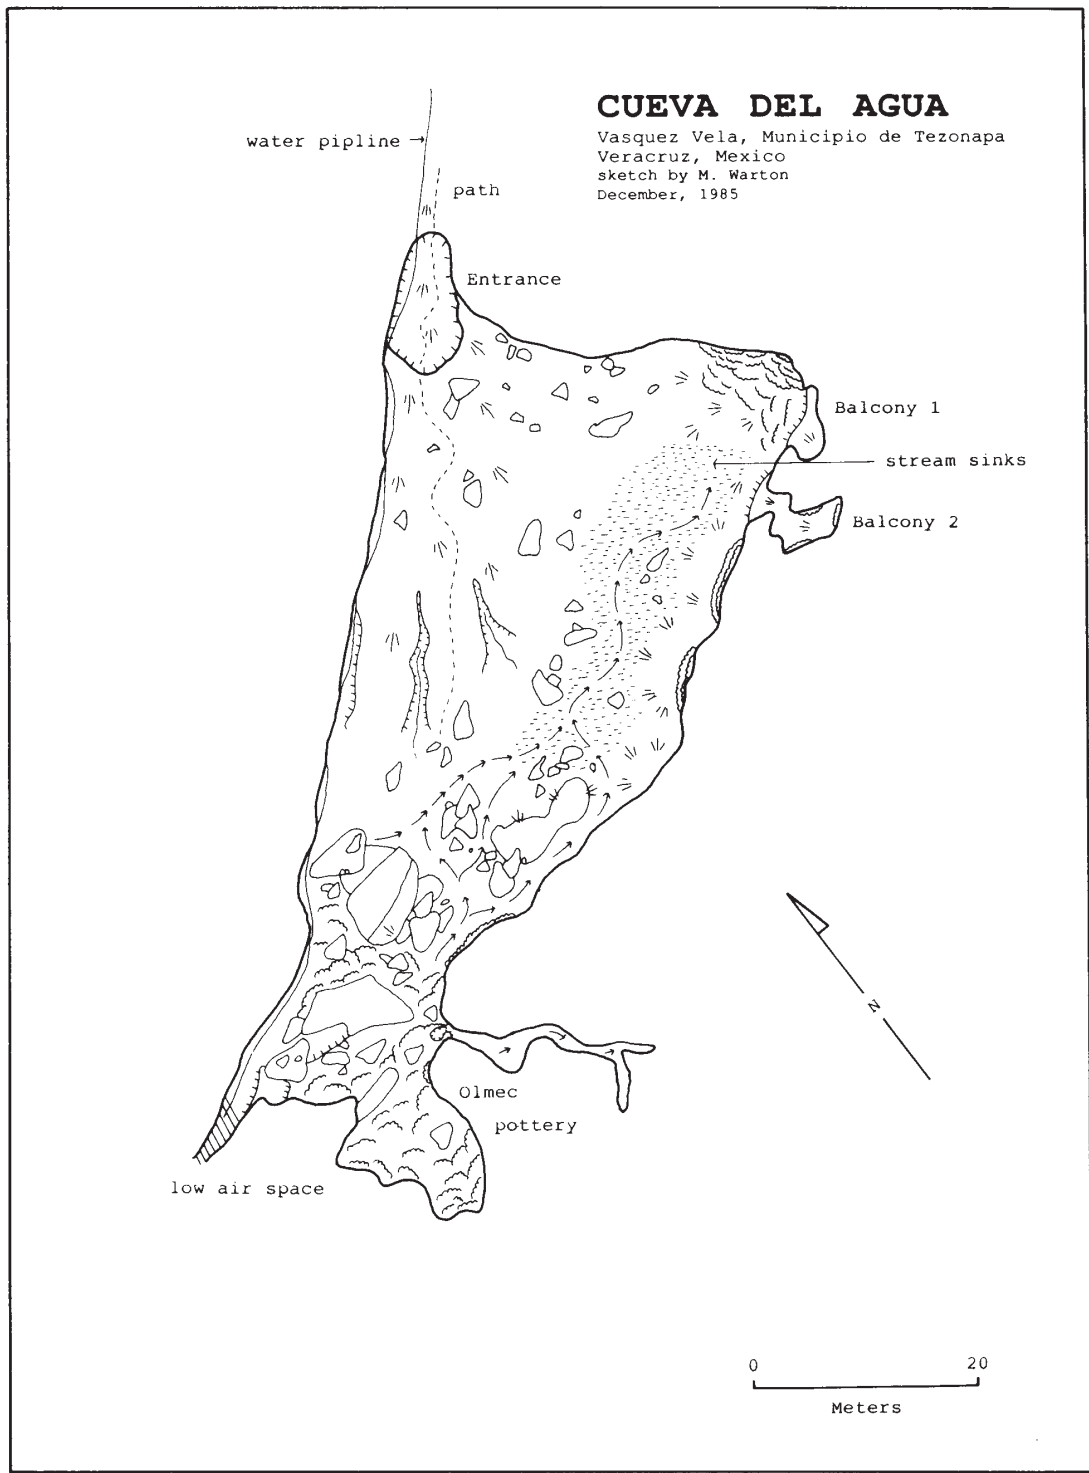 CUEVA DEL AGUA
Vasquez Vela, Municipio de Tezonapa
Veracruz, Mexico
sketch by M. Warton
December, 1985
water pipline
path
Entrance
Balcony 1
stream sinks
Balcony 2
N
Olmec
pottery
low air space
0 20
Meters